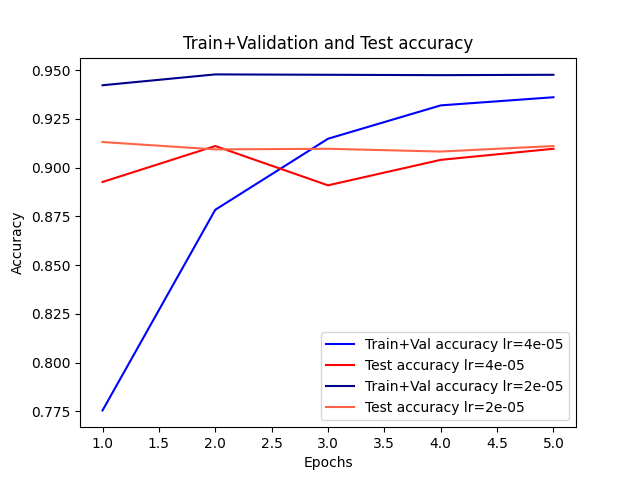 Train+Validation and Test accuracy
0.950
0.925
0.900
0.875
0.850
0.825
0.800
0.775
Accuracy
Train+Val accuracy lr=4e-05
Test accuracy lr=4e-05
Train+Val accuracy lr=2e-05
Test accuracy lr=2e-05
1.0 1.5 2.0 2.5 3.0 3.5 4.0 4.5 5.0
Epochs